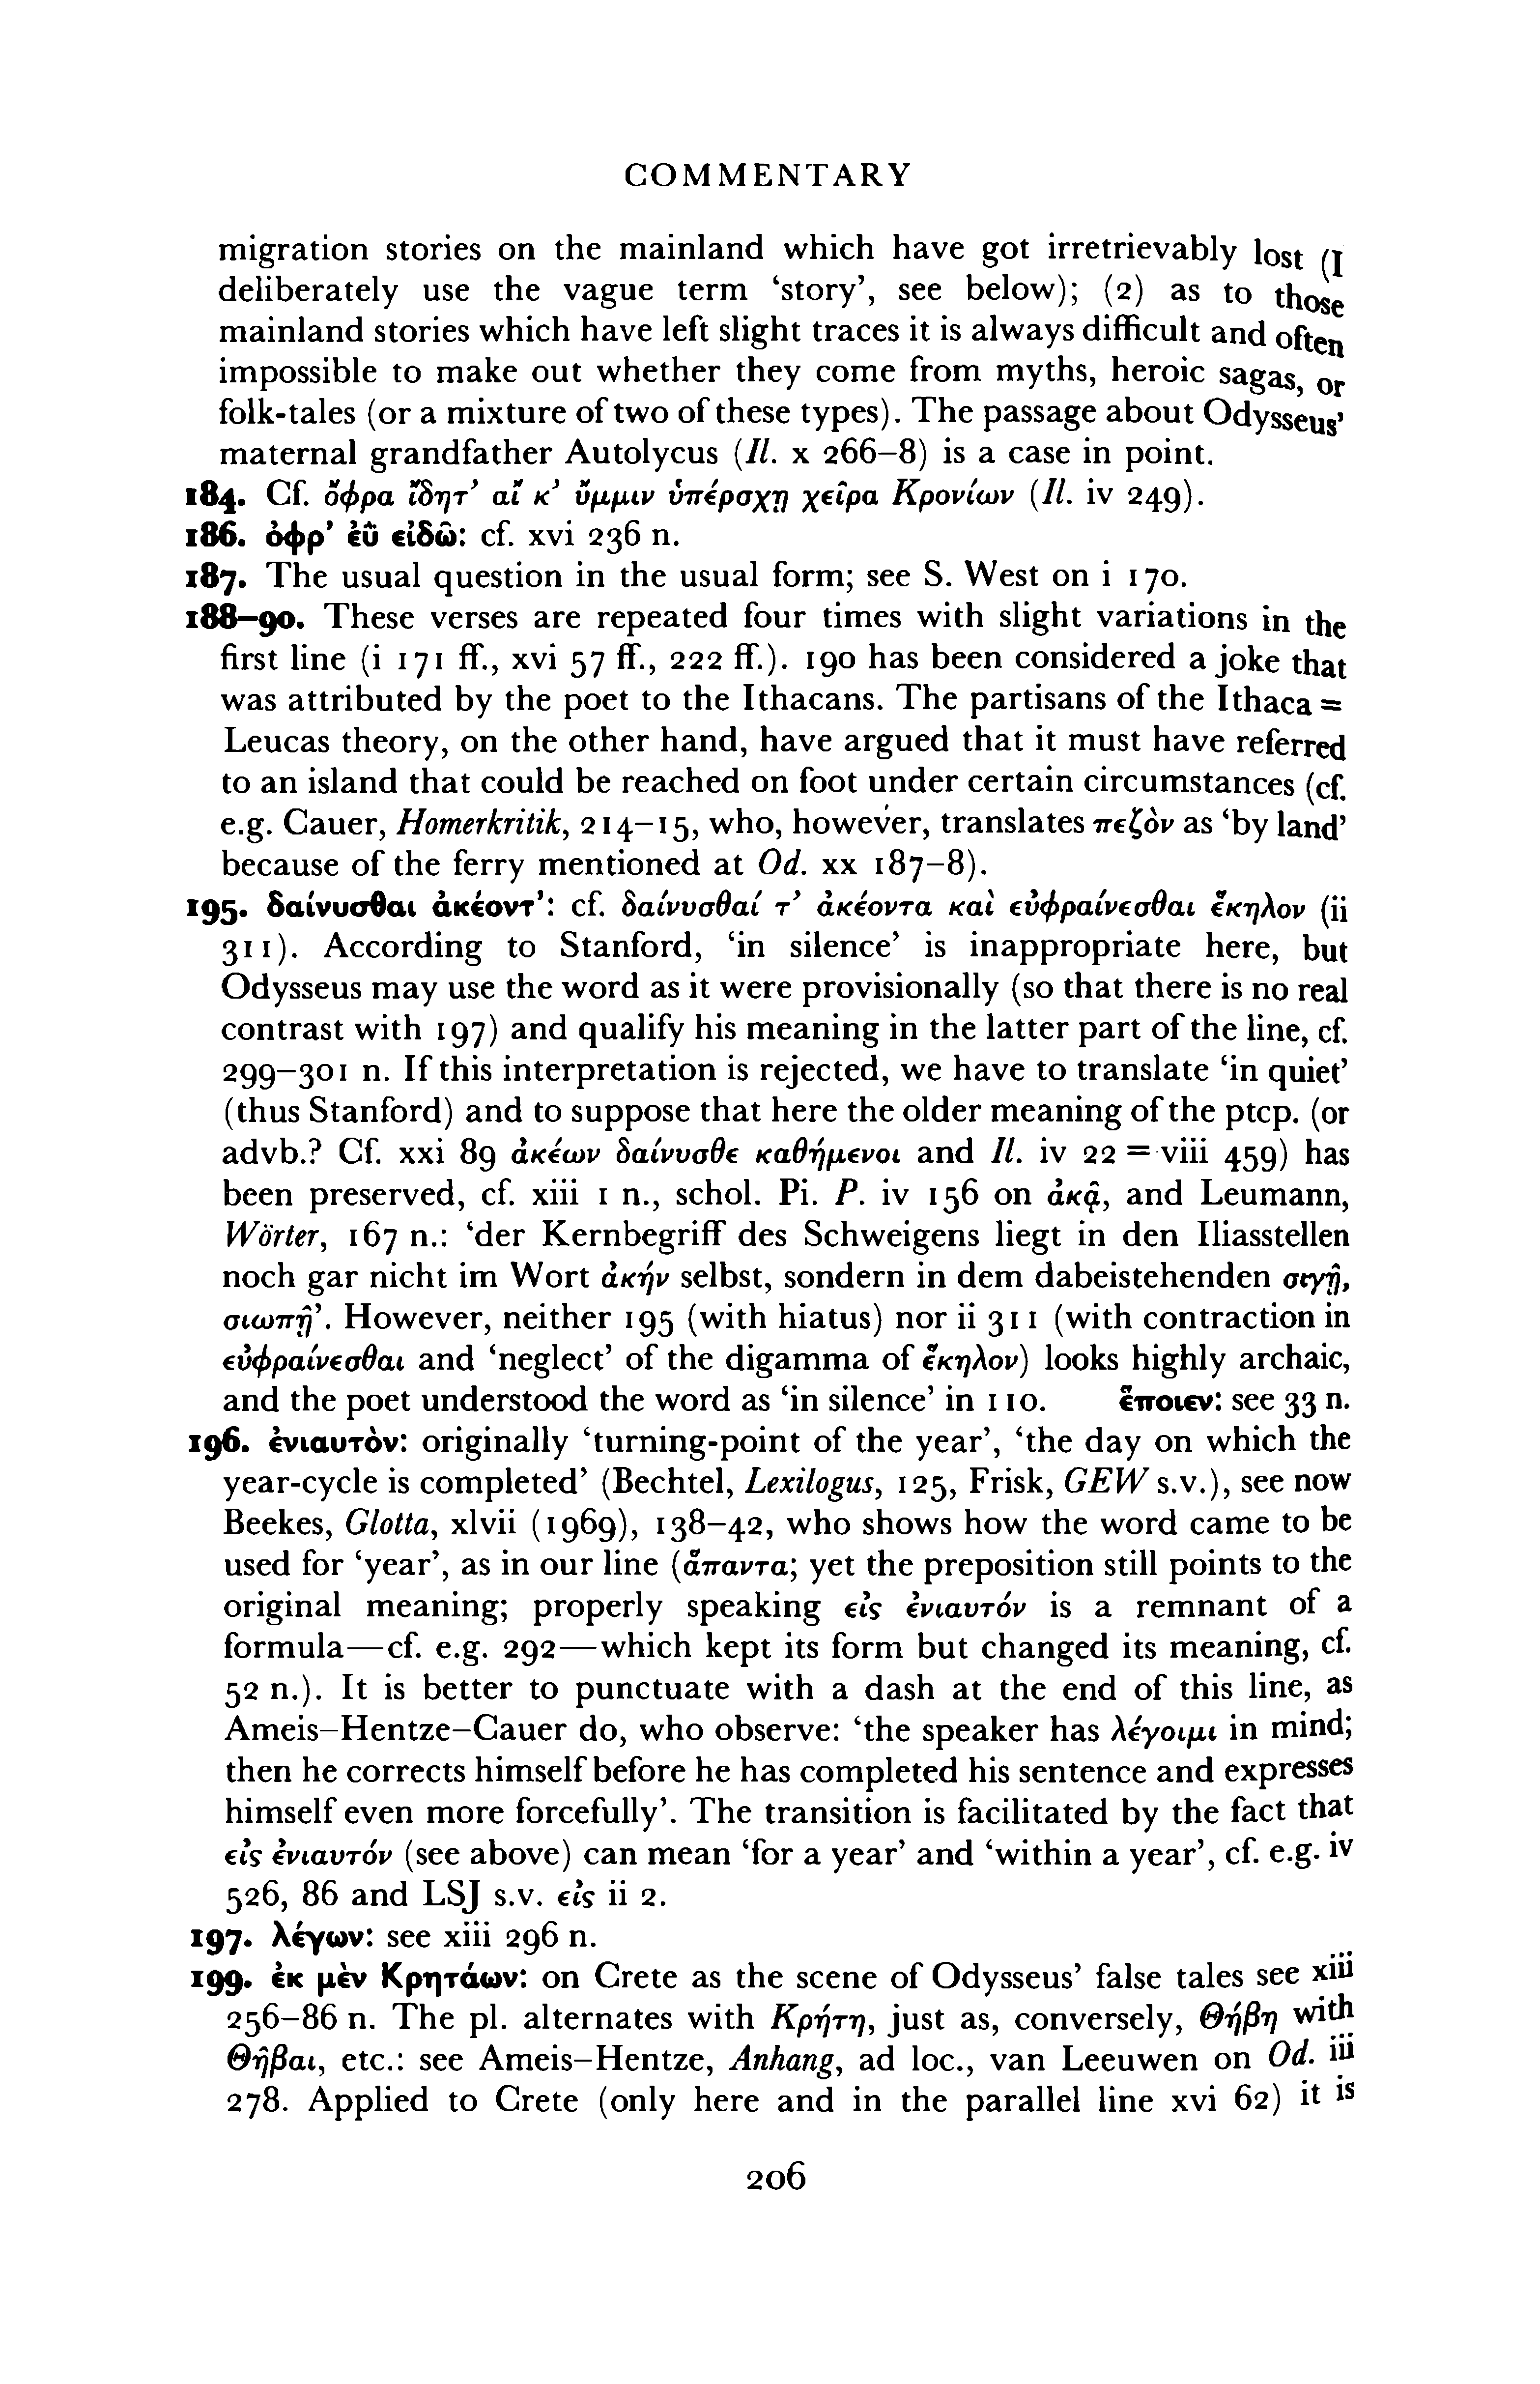 COMMENTARY
migration stories on the mainland which have got irretrievably lost (I
deliberately use the vague term ‘story’, see below); (2) as to those
mainland stories which have left slight traces it is always difficult and often
impossible to make out whether they come from myths, heroic sagas, or
folk-tales (or a mixture of two of these types). The passage about Odysseus’
maternal grandfather Autolycus (Il. x 266–8) is a case in point.
184. Cf. ὄφρα ἴδητ’ αἴ κ’ ὔμμιν ὑπέρσχῃ χεῖρα Κρονίων (Il. iv 249).
186. ὄφρ’ ἐῢ εἰδῶ: cf. xvi 236 n.
187. The usual question in the usual form; see S. West on i 170.
188–90. These verses are repeated four times with slight variations in the
first line (i 171 ff., xvi 57 ff., 222 ff.). 190 has been considered a joke that
was attributed by the poet to the Ithacans. The partisans of the Ithaca =
Leucas theory, on the other hand, have argued that it must have referred
to an island that could be reached on foot under certain circumstances (cf.
e.g. Cauer, Homerkritik, 214–15, who, however, translates πεζὸν as ‘by land’
because of the ferry mentioned at Od. xx 187–8).
195. δαίνυσθαι ἀκέοντ’: cf. δαίνυσθαί τ’ ἀκέοντα καὶ εὐφραίνεσθαι ἕκηλον (ii
311). According to Stanford, ‘in silence’ is inappropriate here, but
Odysseus may use the word as it were provisionally (so that there is no real
contrast with 197) and qualify his meaning in the latter part of the line, cf.
299–301 n. If this interpretation is rejected, we have to translate ‘in quiet’
(thus Stanford) and to suppose that here the older meaning of the ptcp. (or
advb.? Cf. xxi 89 ἀκέων δαίνυσθε καθήμενοι and Il. iv 22 = viii 459) has
been preserved, cf. xiii 1 n., schol. Pi. P. iv 156 on ἀκᾷ, and Leumann,
Wörter, 167 n.: ‘der Kernbegriff des Schweigens liegt in den Iliasstellen
noch gar nicht im Wort ἀκήν selbst, sondern in dem dabeistehenden σιγῇ,
σιωπῇ’. However, neither 195 (with hiatus) nor ii 311 (with contraction in
εὐφραίνεσθαι and ‘neglect’ of the digamma of ἕκηλον) looks highly archaic,
and the poet understood the word as ‘in silence’ in 110. ἕποιεν: see 33 n.
196. ἐνιαυτὸν: originally ‘turning-point of the year’, ‘the day on which the
year-cycle is completed’ (Bechtel, Lexilogus, 125, Frisk, GEW s.v.), see now
Beekes, Glotta, xlvii (1969), 138–42, who shows how the word came to be
used for ‘year’, as in our line (ἅπαντα; yet the preposition still points to the
original meaning; properly speaking εἰς ἐνιαυτόν is a remnant of a
formula—cf. e.g. 292—which kept its form but changed its meaning, cf.
52 n.). It is better to punctuate with a dash at the end of this line, as
Ameis–Hentze–Cauer do, who observe: ‘the speaker has λέγοιμι in mind;
then he corrects himself before he has completed his sentence and expresses
himself even more forcefully’. The transition is facilitated by the fact that
εἰς ἐνιαυτόν (see above) can mean ‘for a year’ and ‘within a year’, cf. e.g. iv
526, 86 and LSJ s.v. εἰς ii 2.
197. λέγων: see xiii 296 n.
199. ἐκ μὲν Κρητάων: on Crete as the scene of Odysseus’ false tales see xiii
256–86 n. The pl. alternates with Κρήτη, just as, conversely, Θήβη with
Θῆβαι, etc.: see Ameis–Hentze, Anhang, ad loc., van Leeuwen on Od. iii
278. Applied to Crete (only here and in the parallel line xvi 62) it is
206